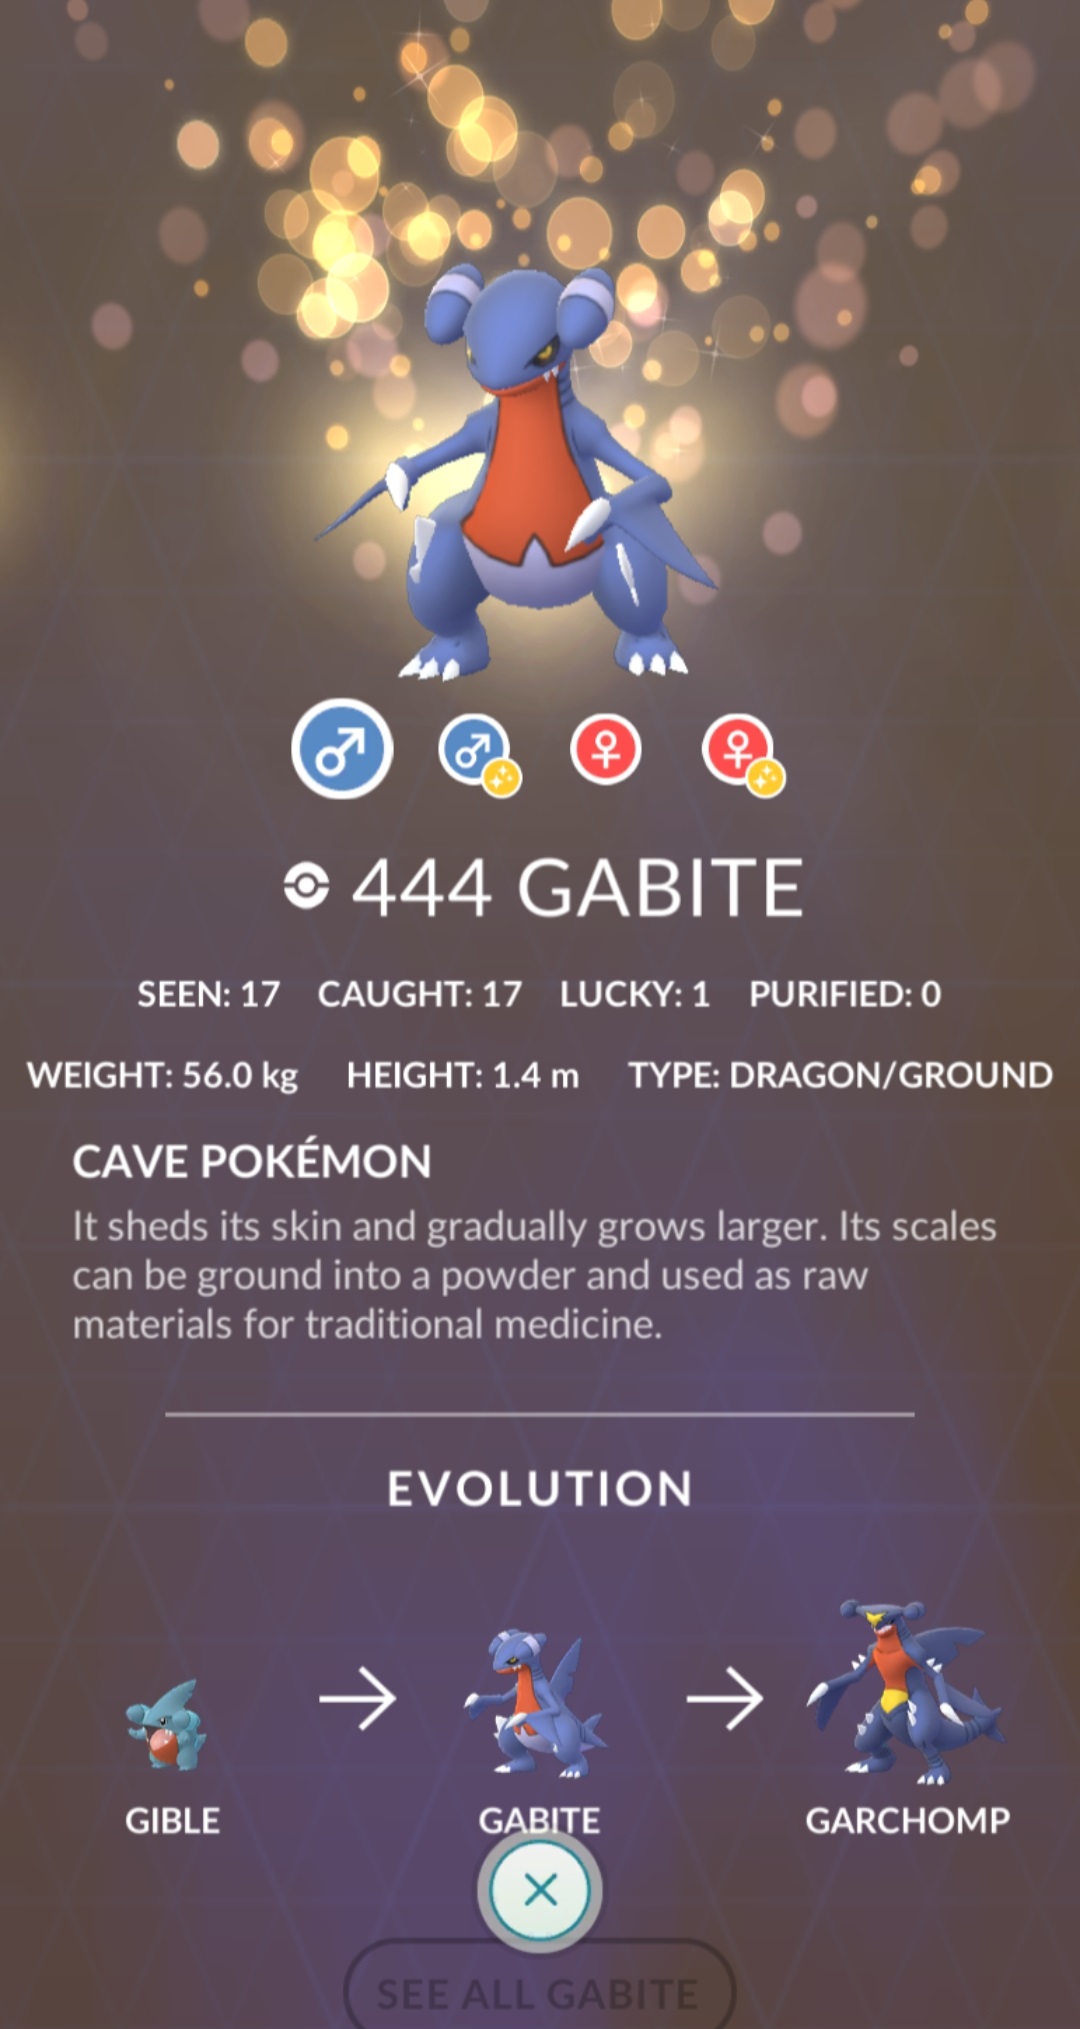 444 GABITE
SEEN: 17 CAUGHT: 17 LUCKY: 1 PURIFIED: 0
WEIGHT: 56.0 kg HEIGHT: 1.4 m TYPE: DRAGON/GROUND
CAVE POKÉMON
It sheds its skin and gradually grows larger. Its scales
can be ground into a powder and used as raw
materials for traditional medicine.
EVOLUTION
GIBLE GABITE GARCHOMP
SEE ALL GABITE